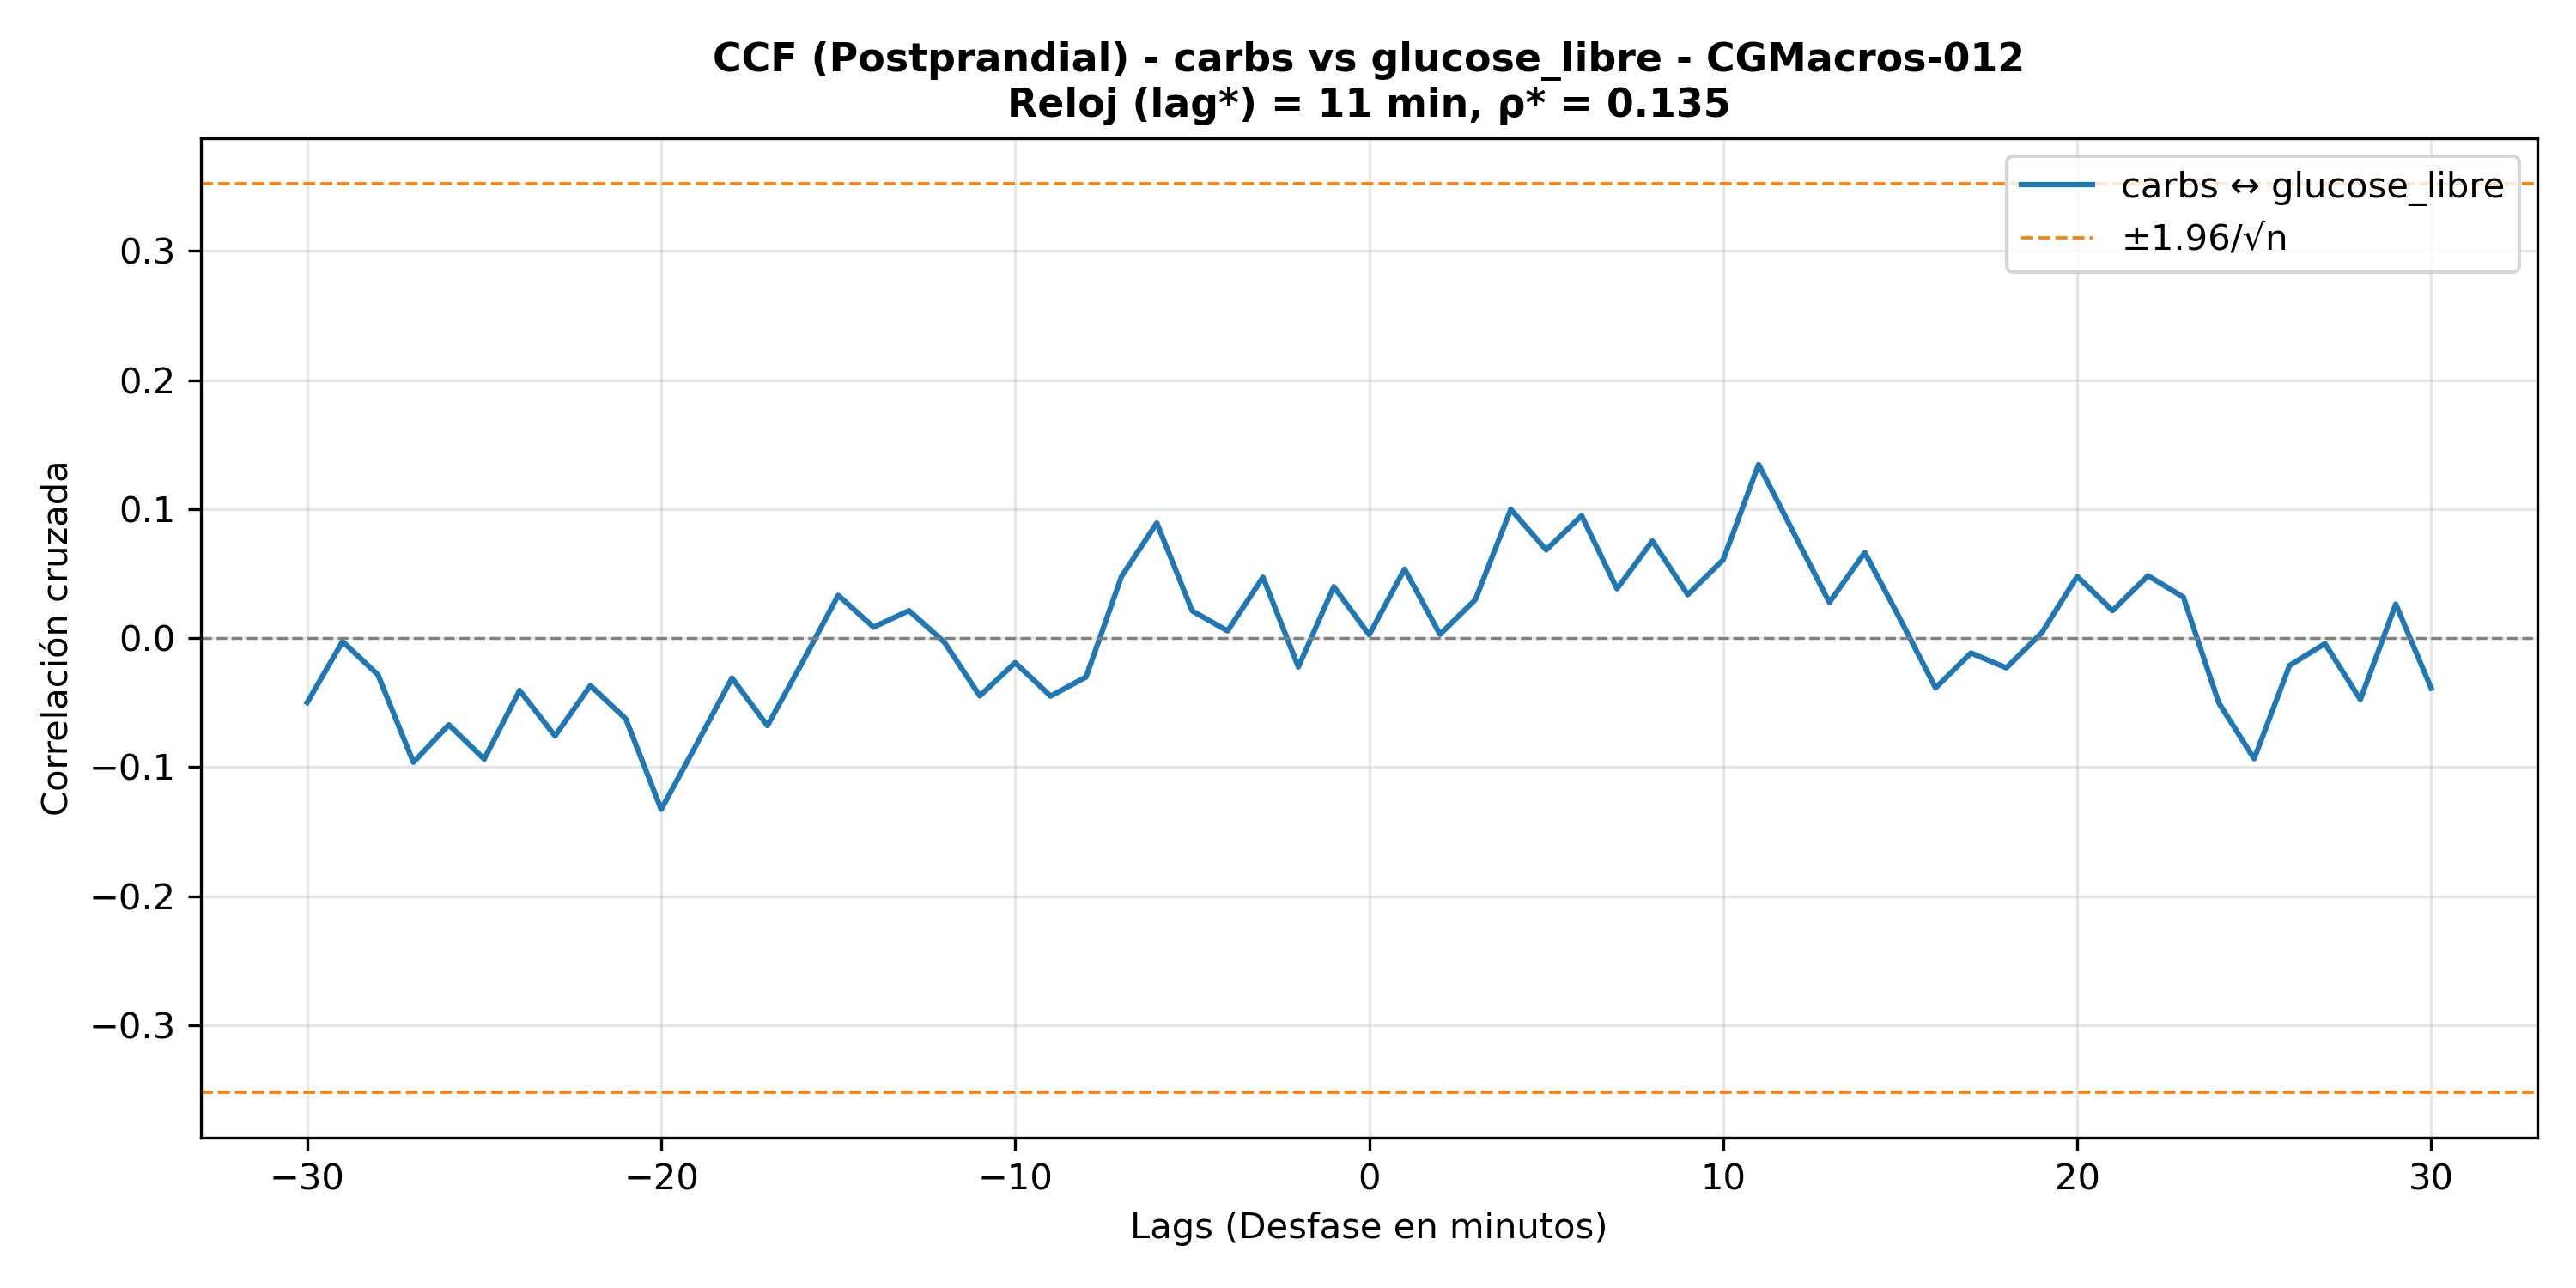 CCF (Postprandial) - carbs vs glucose_libre - CGMacros-012
Reloj (lag*) = 11 min, ρ* = 0.135
carbs ↔ glucose_libre
±1.96/√n
Correlación cruzada
0.3
0.2
0.1
0.0
−0.1
−0.2
−0.3
−30
−20
−10
0
10
20
30
Lags (Desfase en minutos)